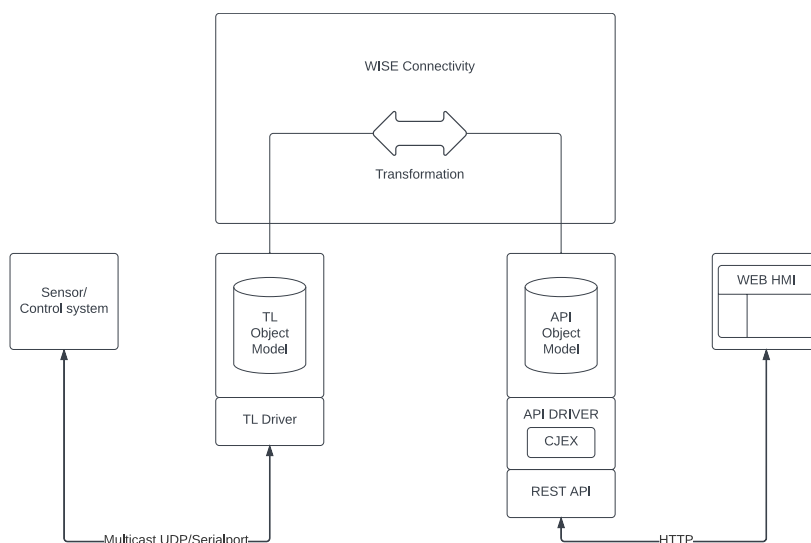 WISE Connectivity
Transformation
Sensor/
Control system
TL
Object
Model
API
Object
Model
WEB HMI
TL Driver
API DRIVER
CJEX
REST API
Multicast UDP/Serialport
HTTP